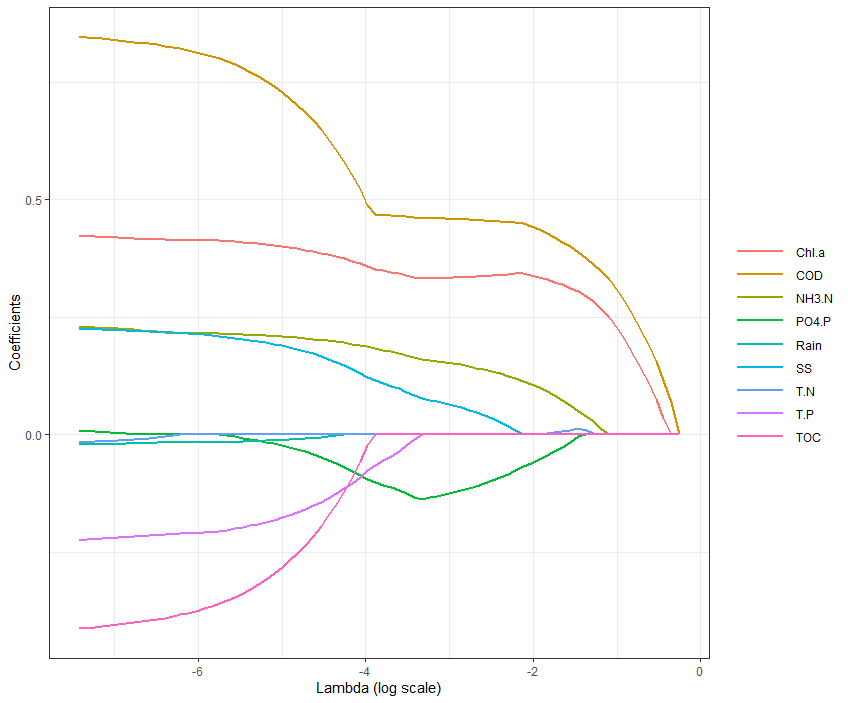 0.5
0.0
Coefficients
-6
-4
-2
0
Lambda (log scale)
Chl.a
COD
NH3.N
PO4.P
Rain
SS
T.N
T.P
TOC